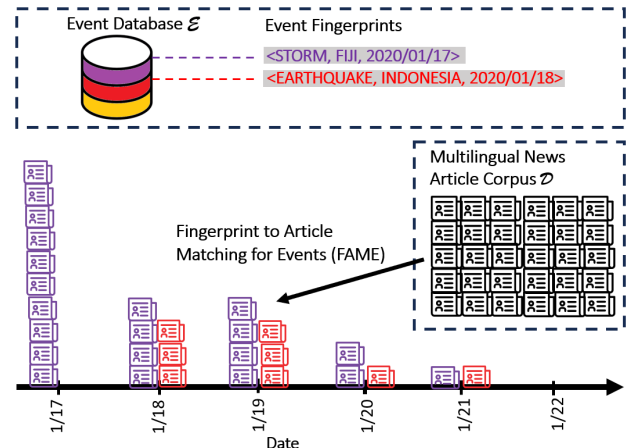 Event Database ℰ
Event Fingerprints
<STORM, FIJI, 2020/01/17>
<EARTHQUAKE, INDONESIA, 2020/01/18>
Multilingual News
Article Corpus 𝒟
Fingerprint to Article
Matching for Events (FAME)
1/17
1/18
1/19
1/20
1/21
1/22
Date